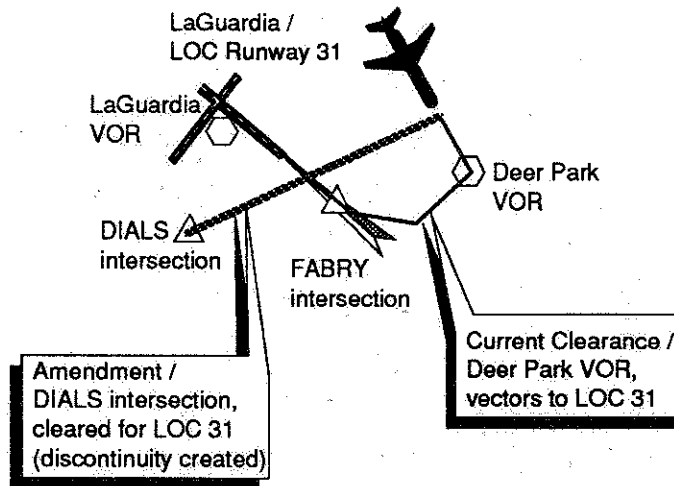 LaGuardia /
LOC Runway 31
LaGuardia
VOR
Deer Park
VOR
DIALS
intersection
FABRY
intersection
Amendment /
DIALS intersection,
cleared for LOC 31
(discontinuity created)
Current Clearance /
Deer Park VOR,
vectors to LOC 31